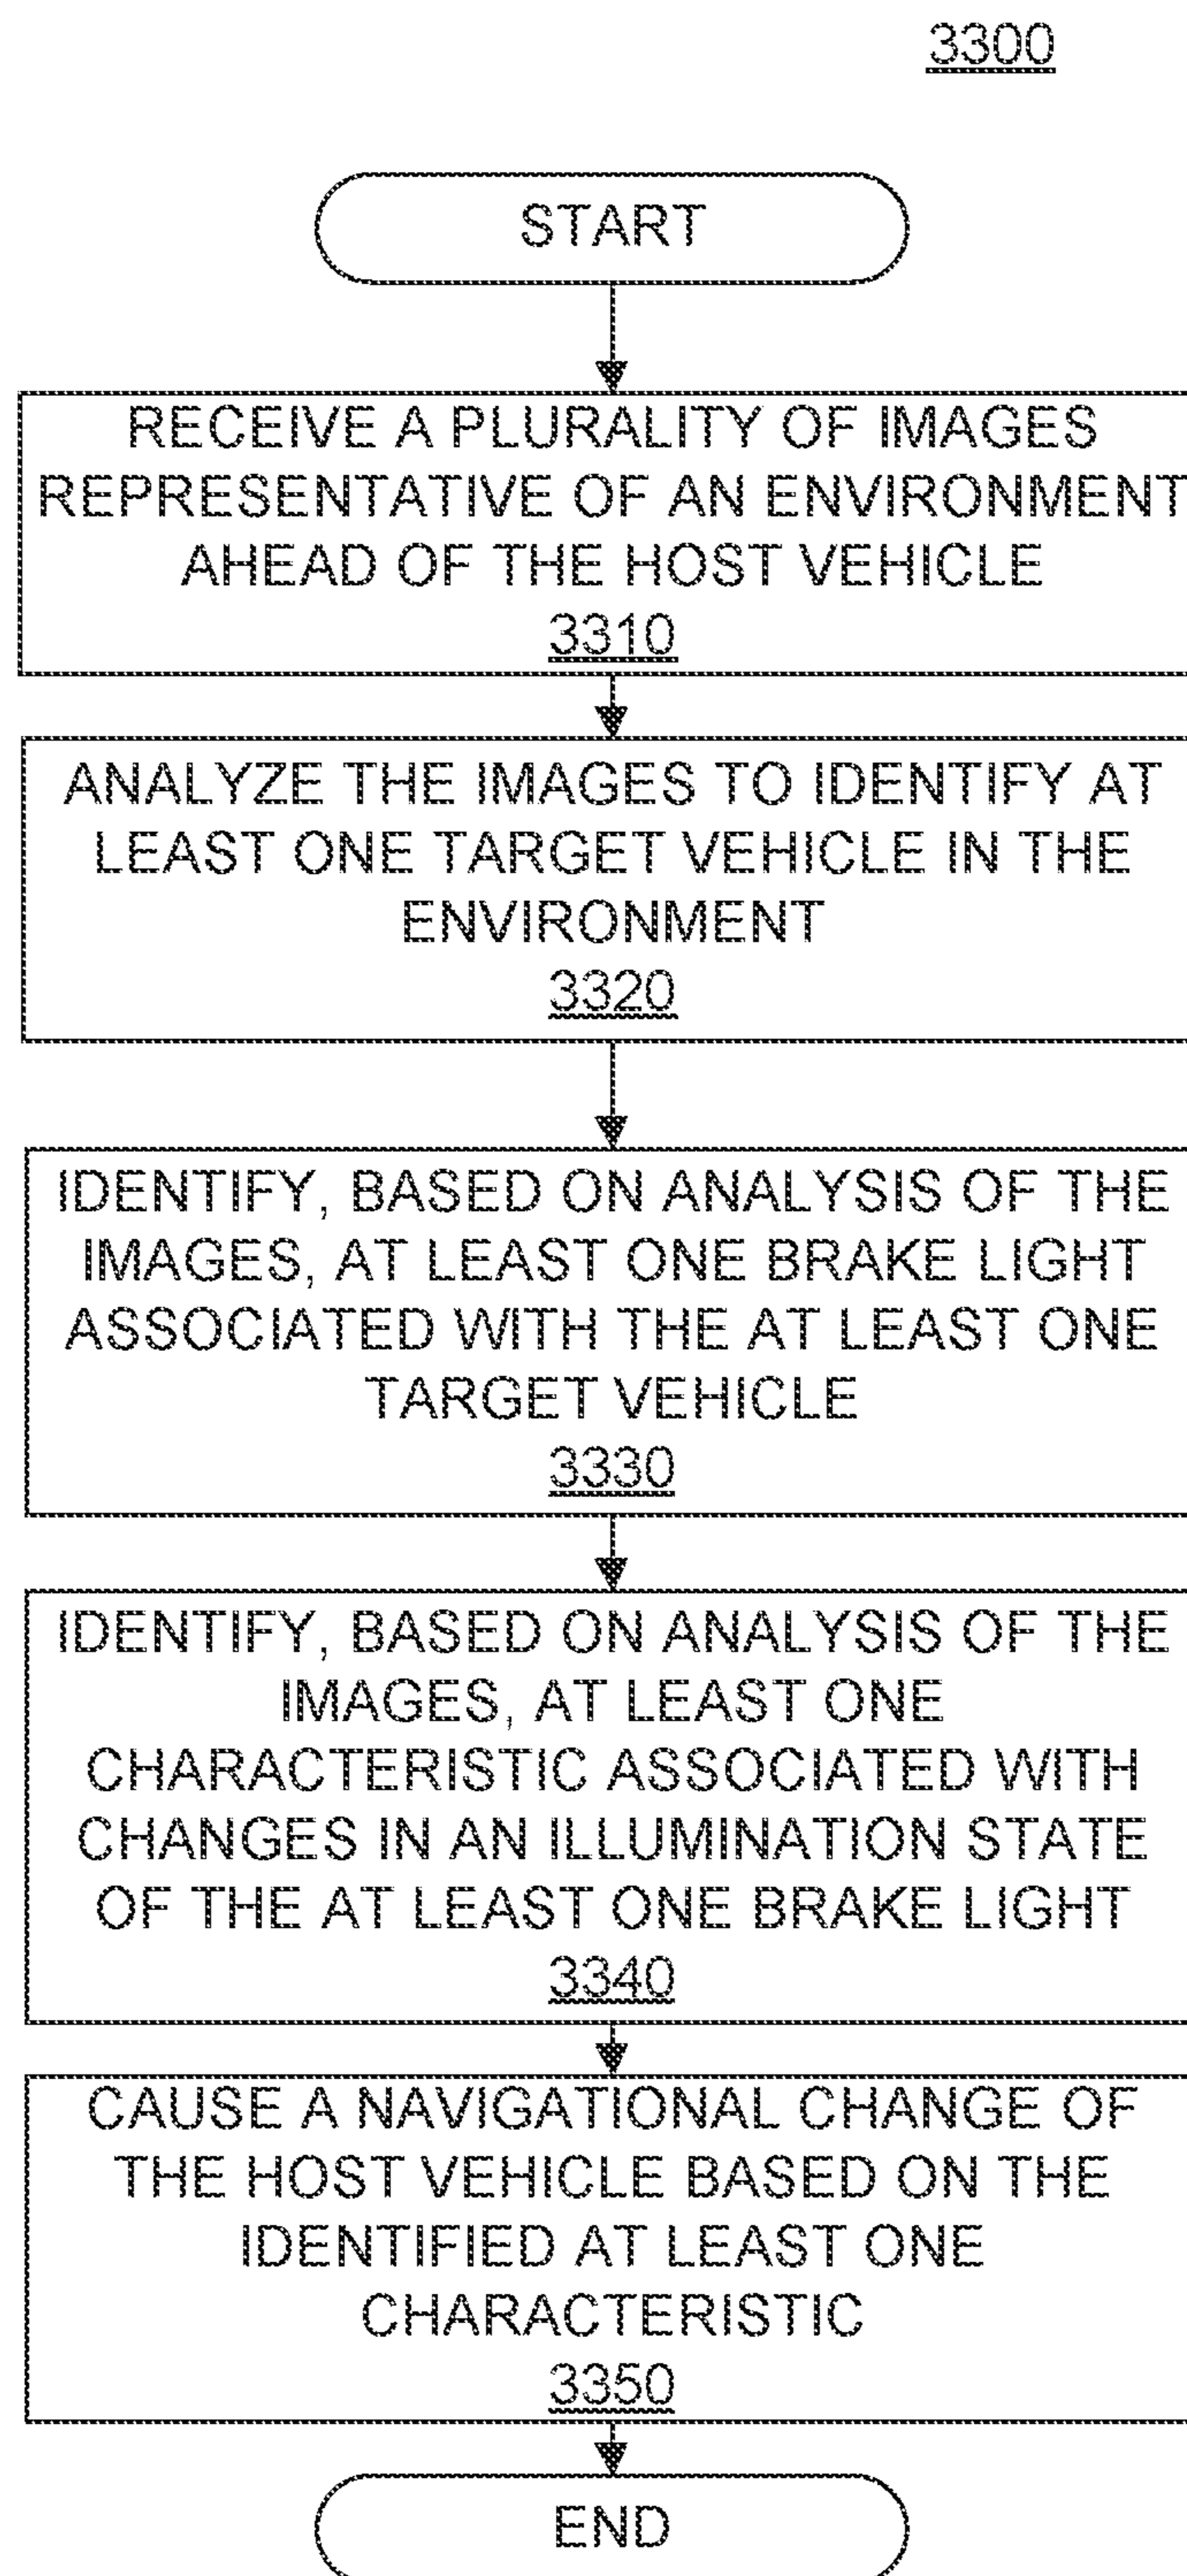 3300
START
RECEIVE A PLURALITY OF IMAGES
REPRESENTATIVE OF AN ENVIRONMENT
AHEAD OF THE HOST VEHICLE
3310
ANALYZE THE IMAGES TO IDENTIFY AT
LEAST ONE TARGET VEHICLE IN THE
ENVIRONMENT
3320
IDENTIFY, BASED ON ANALYSIS OF THE
IMAGES, AT LEAST ONE BRAKE LIGHT
ASSOCIATED WITH THE AT LEAST ONE
TARGET VEHICLE
3330
IDENTIFY, BASED ON ANALYSIS OF THE
IMAGES, AT LEAST ONE
CHARACTERISTIC ASSOCIATED WITH
CHANGES IN AN ILLUMINATION STATE
OF THE AT LEAST ONE BRAKE LIGHT
3340
CAUSE A NAVIGATIONAL CHANGE OF
THE HOST VEHICLE BASED ON THE
IDENTIFIED AT LEAST ONE
CHARACTERISTIC
3350
END